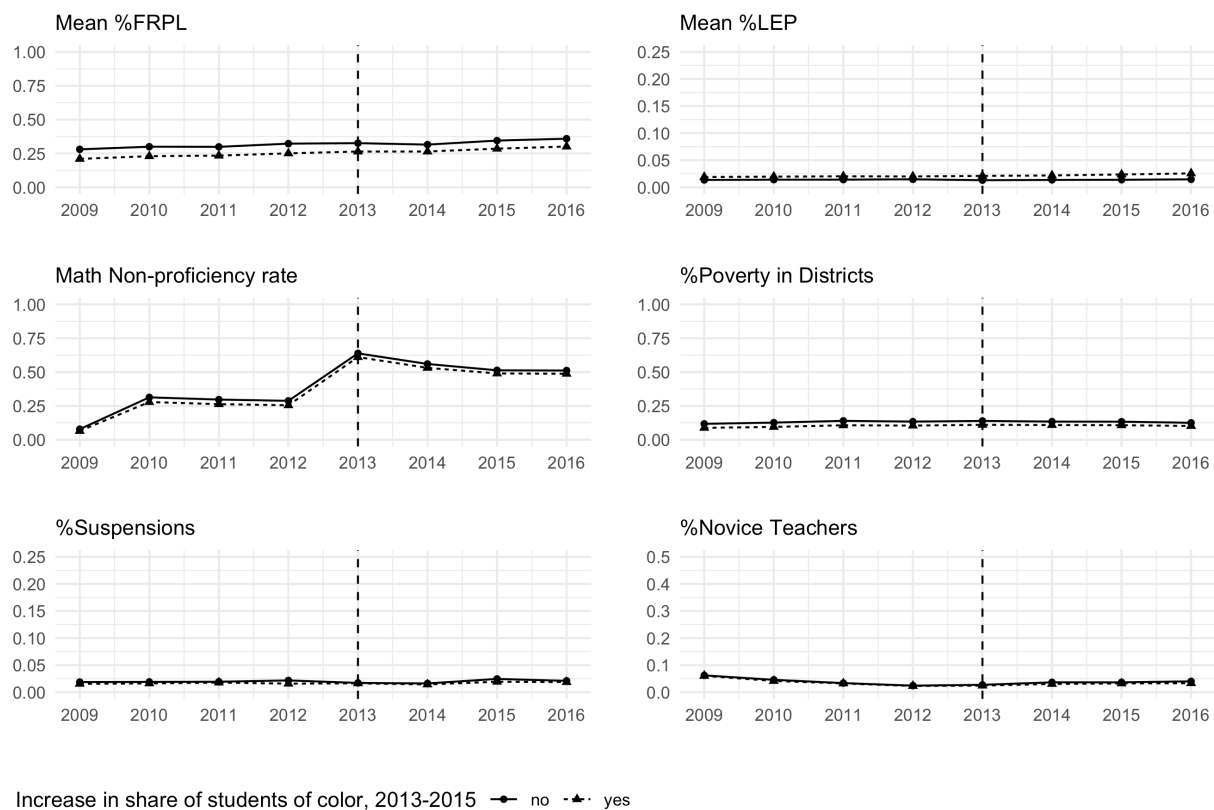 Mean %FRPL
1.00
0.75
0.50
0.25
0.00
2009 2010 2011 2012 2013 2014 2015 2016
Mean %LEP
0.25
0.20
0.15
0.10
0.05
0.00
2009 2010 2011 2012 2013 2014 2015 2016
Math Non-proficiency rate
1.00
0.75
0.50
0.25
0.00
2009 2010 2011 2012 2013 2014 2015 2016
%Poverty in Districts
1.00
0.75
0.50
0.25
0.00
2009 2010 2011 2012 2013 2014 2015 2016
%Suspensions
0.25
0.20
0.15
0.10
0.05
0.00
2009 2010 2011 2012 2013 2014 2015 2016
%Novice Teachers
0.5
0.4
0.3
0.2
0.1
0.0
2009 2010 2011 2012 2013 2014 2015 2016
Increase in share of students of color, 2013-2015 no yes